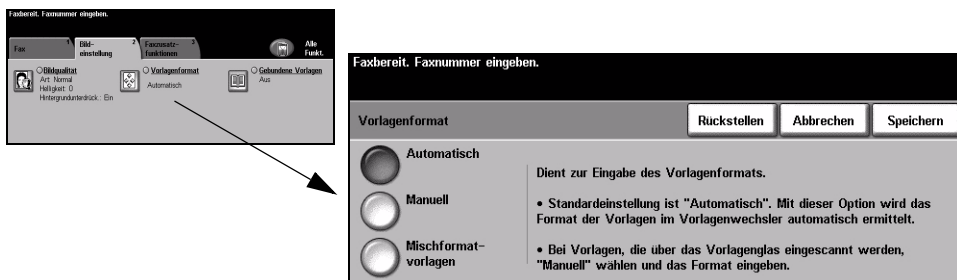 Faxbereit. Faxnummer eingeben.
Fax 1
Bild-
einstellung 2
Faxzusatz-
funktionen 3
Alle
Funkt.
Bildqualität
Art: Normal
Helligkeit: 0
Hintergrundunterdrück.: Ein
Vorlagenformat
Automatisch
Gebundene Vorlagen
Aus
Faxbereit. Faxnummer eingeben.
Vorlagenformat
Rückstellen
Abbrechen
Speichern
Automatisch
Manuell
Mischformat-
vorlagen
Dient zur Eingabe des Vorlagenformats.
• Standardeinstellung ist "Automatisch". Mit dieser Option wird das
Format der Vorlagen im Vorlagenwechsler automatisch ermittelt.
• Bei Vorlagen, die über das Vorlagenglas eingescannt werden,
"Manuell" wählen und das Format eingeben.